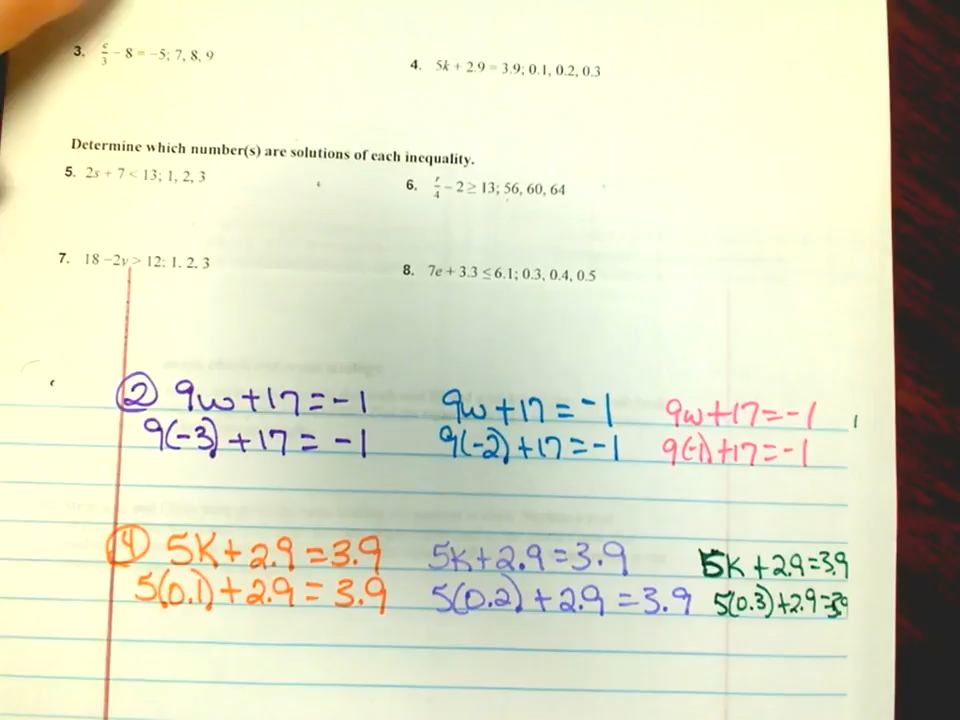 3. c/3 – 8 = –5; 7, 8, 9
4. 5k + 2.9 = 3.9; 0.1, 0.2, 0.3
Determine which number(s) are solutions of each inequality.
5. 2s + 7 < 13; 1, 2, 3
6. r/4 – 2 ≥ 13; 56, 60, 64
7. 18 –2y > 12; 1, 2, 3
8. 7e + 3.3 ≤ 6.1; 0.3, 0.4, 0.5
② 9w + 17 = -1 9w + 17 = -1 9w + 17 = -1
9(-3) + 17 = -1 9(-2) + 17 = -1 9(-1) + 17 = -1
④ 5K + 2.9 = 3.9 5K + 2.9 = 3.9 5K + 2.9 = 3.9
5(0.1) + 2.9 = 3.9 5(0.2) + 2.9 = 3.9 5(0.3) + 2.9 = 3.9